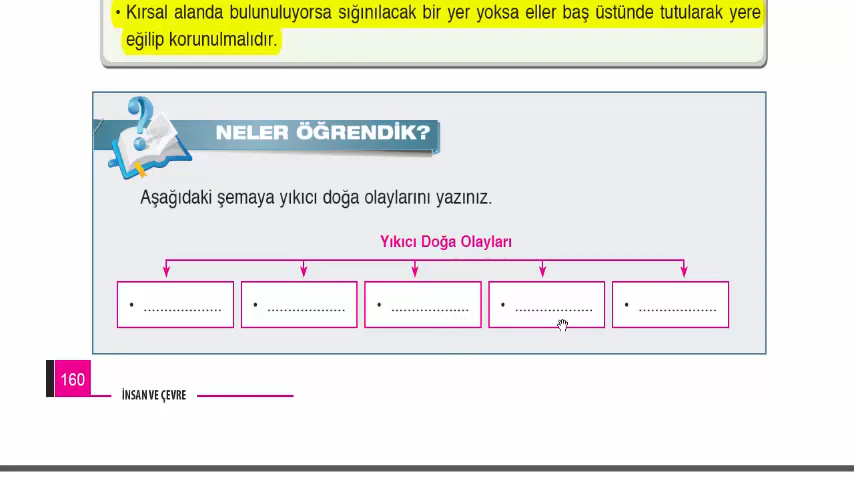 • Kırsal alanda bulunuluyorsa sığınılacak bir yer yoksa eller baş üstünde tutularak yere
eğilip korunulmalıdır.
NELER ÖĞRENDİK?
Aşağıdaki şemaya yıkıcı doğa olaylarını yazınız.
Yıkıcı Doğa Olayları
• ................... • ................... • ................... • ................... • ...................
160
İNSAN VE ÇEVRE